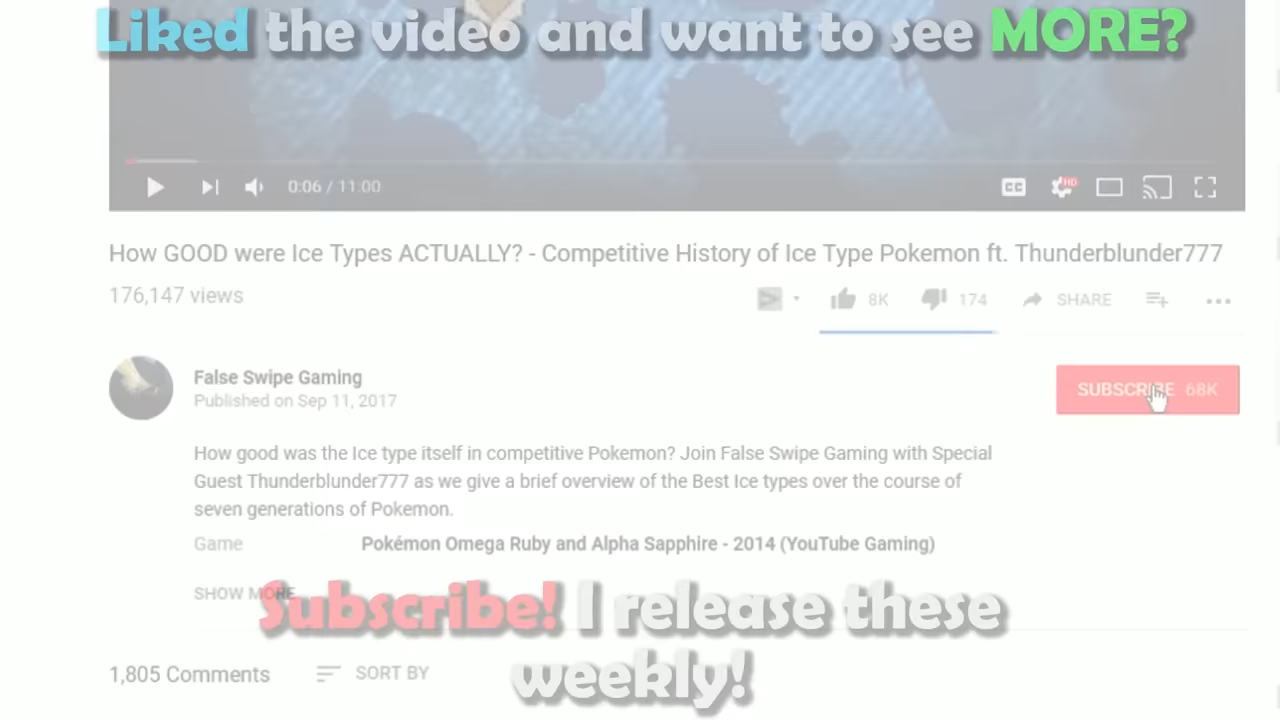 Liked the video and want to see MORE?
0:06 / 11:00
CC
HD
How GOOD were Ice Types ACTUALLY? - Competitive History of Ice Type Pokemon ft. Thunderblunder777
176,147 views
8K
174
SHARE
False Swipe Gaming
Published on Sep 11, 2017
SUBSCRIBE 68K
How good was the Ice type itself in competitive Pokemon? Join False Swipe Gaming with Special
Guest Thunderblunder777 as we give a brief overview of the Best Ice types over the course of
seven generations of Pokemon.
Game
Pokémon Omega Ruby and Alpha Sapphire - 2014 (YouTube Gaming)
SHOW MORE
Subscribe! I release these
weekly!
1,805 Comments
SORT BY